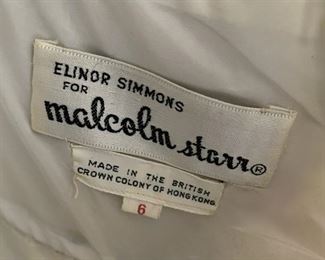 ELINOR SIMMONS
FOR
malcolm starr®
MADE IN THE BRITISH
CROWN COLONY OF HONG KONG
6